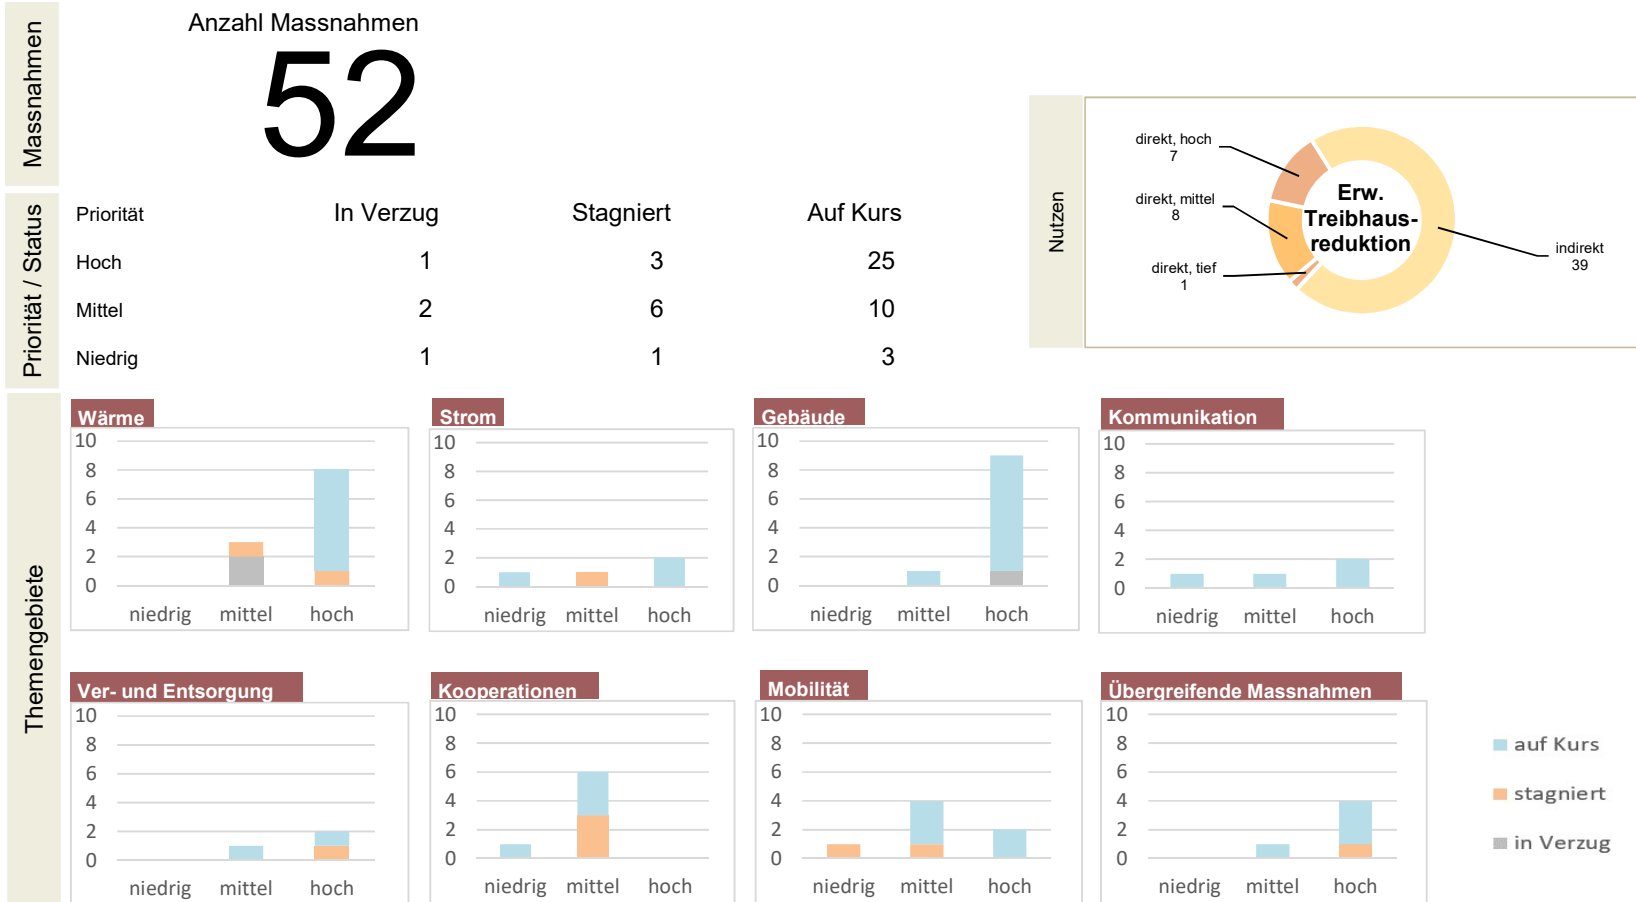 Massnahmen
Anzahl Massnahmen
52
Nutzen
direkt, hoch
7
direkt, mittel
8
direkt, tief
1
Erw.
Treibhaus-
reduktion
indirekt
39
Priorität / Status
Priorität In Verzug Stagniert Auf Kurs
Hoch 1 3 25
Mittel 2 6 10
Niedrig 1 1 3
Themengebiete
Wärme
10
8
6
4
2
0
niedrig mittel hoch
Strom
10
8
6
4
2
0
niedrig mittel hoch
Gebäude
10
8
6
4
2
0
niedrig mittel hoch
Kommunikation
10
8
6
4
2
0
niedrig mittel hoch
Ver- und Entsorgung
10
8
6
4
2
0
niedrig mittel hoch
Kooperationen
10
8
6
4
2
0
niedrig mittel hoch
Mobilität
10
8
6
4
2
0
niedrig mittel hoch
Übergreifende Massnahmen
10
8
6
4
2
0
niedrig mittel hoch
auf Kurs
stagniert
in Verzug